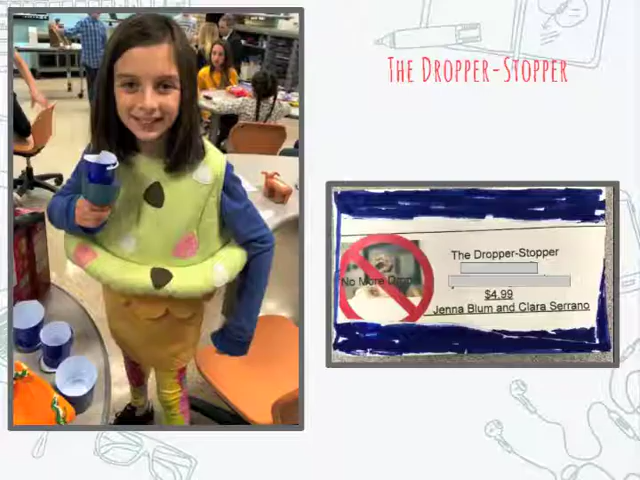 The Dropper-Stopper
The Dropper-Stopper
No More Drop
$4.99
Jenna Blum and Clara Serrano